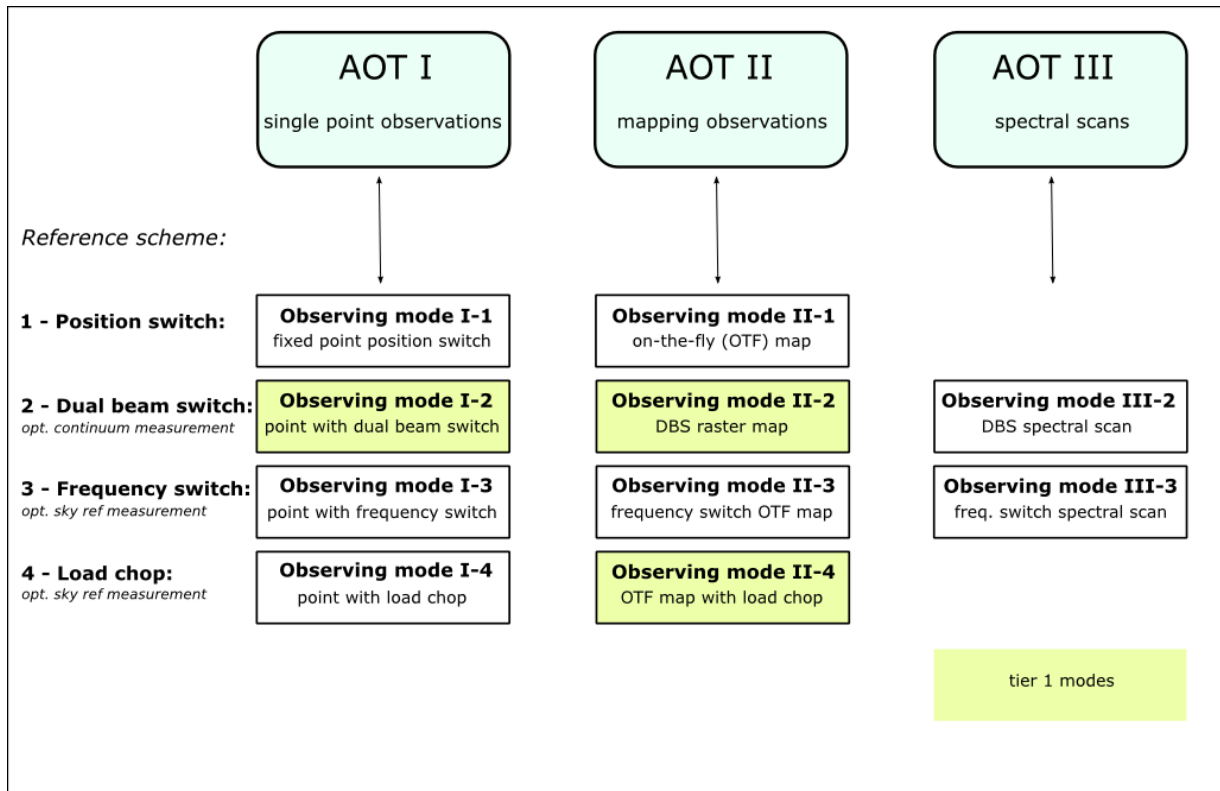 AOT I
single point observations
AOT II
mapping observations
AOT III
spectral scans
Reference scheme:
1 - Position switch:
Observing mode I-1
fixed point position switch
Observing mode II-1
on-the-fly (OTF) map
2 - Dual beam switch:
opt. continuum measurement
Observing mode I-2
point with dual beam switch
Observing mode II-2
DBS raster map
Observing mode III-2
DBS spectral scan
3 - Frequency switch:
opt. sky ref measurement
Observing mode I-3
point with frequency switch
Observing mode II-3
frequency switch OTF map
Observing mode III-3
freq. switch spectral scan
4 - Load chop:
opt. sky ref measurement
Observing mode I-4
point with load chop
Observing mode II-4
OTF map with load chop
tier 1 modes